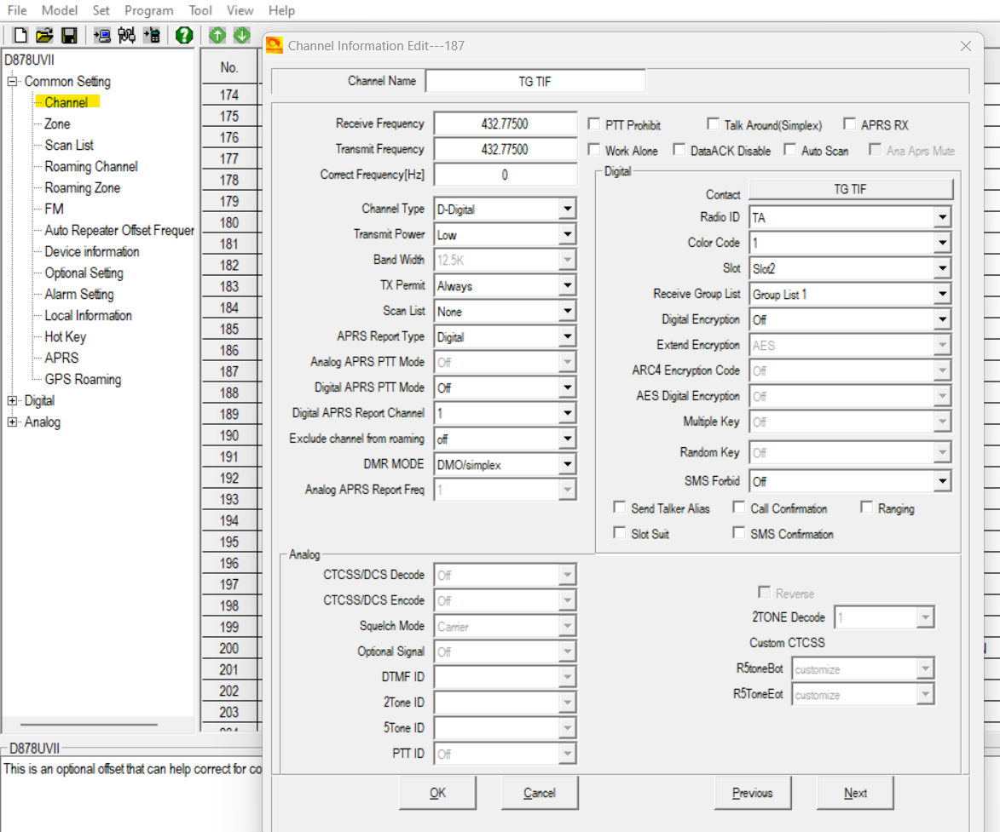 File Model Set Program Tool View Help
D878UVII
Common Setting
Channel
Zone
Scan List
Roaming Channel
Roaming Zone
FM
Auto Repeater Offset Frequer
Device information
Optional Setting
Alarm Setting
Local Information
Hot Key
APRS
GPS Roaming
Digital
Analog
No.
174
175
176
177
178
179
180
181
182
183
184
185
186
187
188
189
190
191
192
193
194
195
196
197
198
199
200
201
202
203
D878UVII
This is an optional offset that can help correct for co
Channel Information Edit---187
Channel Name TG TIF
Receive Frequency 432.77500
Transmit Frequency 432.77500
Correct Frequency[Hz] 0
Channel Type D-Digital
Transmit Power Low
Band Width 12.5K
TX Permit Always
Scan List None
APRS Report Type Digital
Analog APRS PTT Mode Off
Digital APRS PTT Mode Off
Digital APRS Report Channel 1
Exclude channel from roaming off
DMR MODE DMO/simplex
Analog APRS Report Freq 1
PTT Prohibit Talk Around(Simplex) APRS RX
Work Alone DataACK Disable Auto Scan Ana Aprs Mute
Digital
Contact TG TIF
Radio ID TA
Color Code 1
Slot Slot2
Receive Group List Group List 1
Digital Encryption Off
Extend Encryption AES
ARC4 Encryption Code Off
AES Digital Encryption Off
Multiple Key Off
Random Key Off
SMS Forbid Off
Send Talker Alias Call Confirmation Ranging
Slot Suit SMS Confirmation
Analog
CTCSS/DCS Decode Off
CTCSS/DCS Encode Off
Squelch Mode Carrier
Optional Signal Off
DTMF ID
2Tone ID
5Tone ID
PTT ID Off
Reverse
2TONE Decode 1
Custom CTCSS
R5toneBot customize
R5ToneEot customize
OK Cancel Previous Next